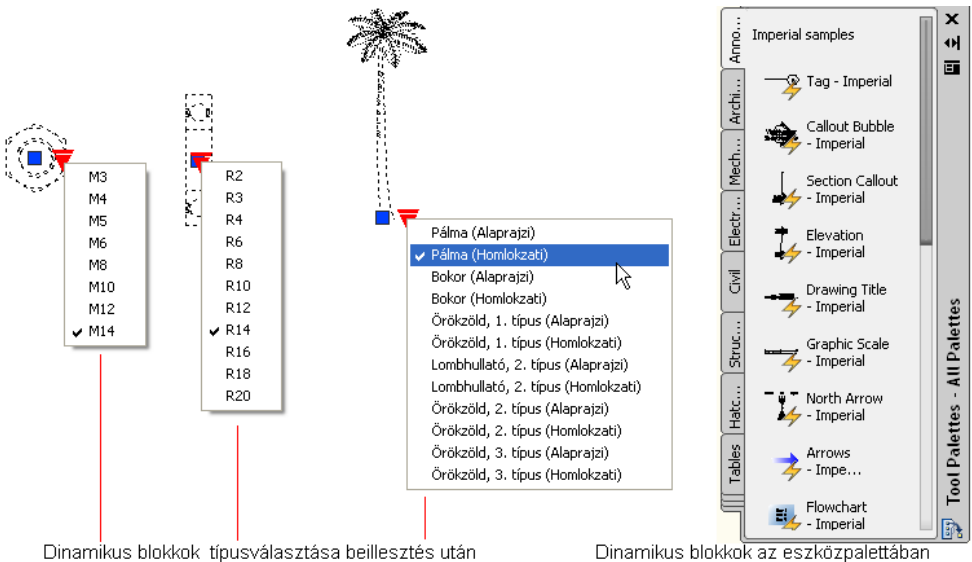 M3
M4
M5
M6
M8
M10
M12
M14
R2
R3
R4
R6
R8
R10
R12
R14
R16
R18
R20
Pálma (Alaprajzi)
Pálma (Homlokzati)
Bokor (Alaprajzi)
Bokor (Homlokzati)
Örökzöld, 1. típus (Alaprajzi)
Örökzöld, 1. típus (Homlokzati)
Lombhullató, 2. típus (Alaprajzi)
Lombhullató, 2. típus (Homlokzati)
Örökzöld, 2. típus (Alaprajzi)
Örökzöld, 2. típus (Homlokzati)
Örökzöld, 3. típus (Alaprajzi)
Örökzöld, 3. típus (Homlokzati)
Anno...
Archi...
Mech...
Electr...
Civil
Struc...
Hatc...
Tables
Imperial samples
Tag - Imperial
Callout Bubble
- Imperial
Section Callout
- Imperial
Elevation
- Imperial
Drawing Title
- Imperial
Graphic Scale
- Imperial
North Arrow
- Imperial
Arrows
- Impe...
Flowchart
- Imperial
Tool Palettes - All Palettes
Dinamikus blokkok típusválasztása beillesztés után
Dinamikus blokkok az eszközpalettában